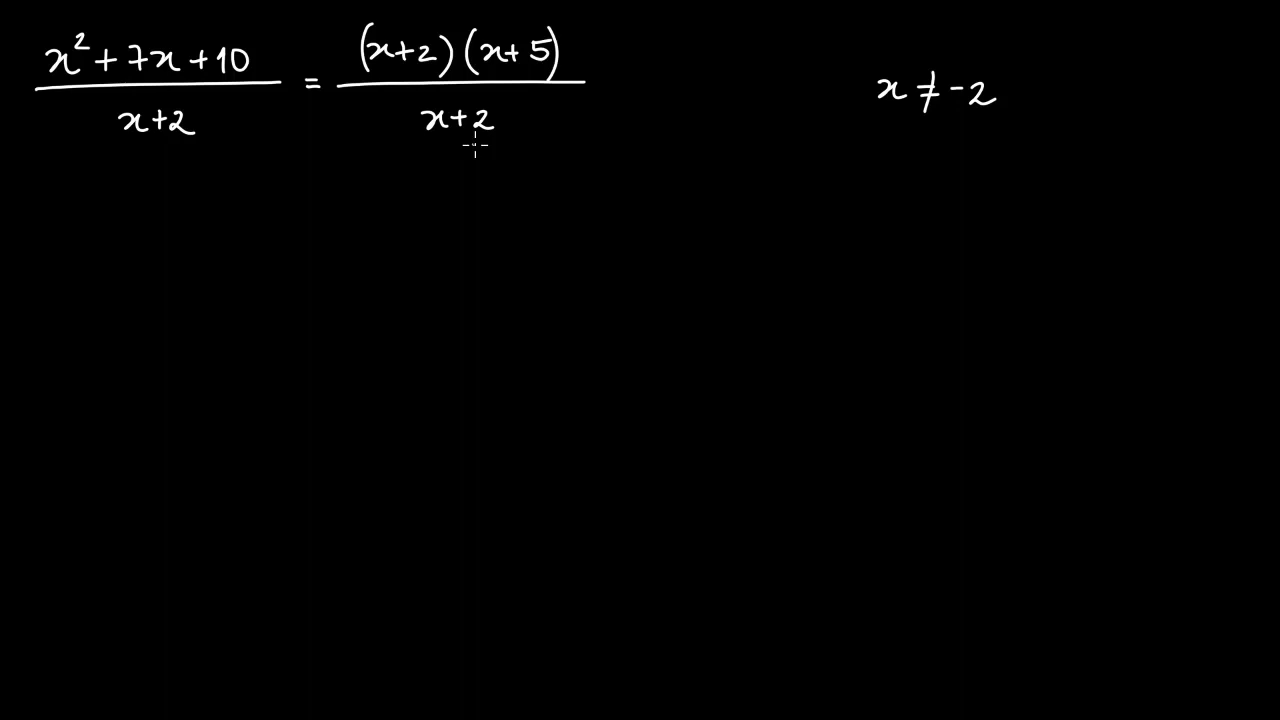 x² + 7x + 10 / x + 2 = (x+2)(x+5) / x+2
x ≠ -2